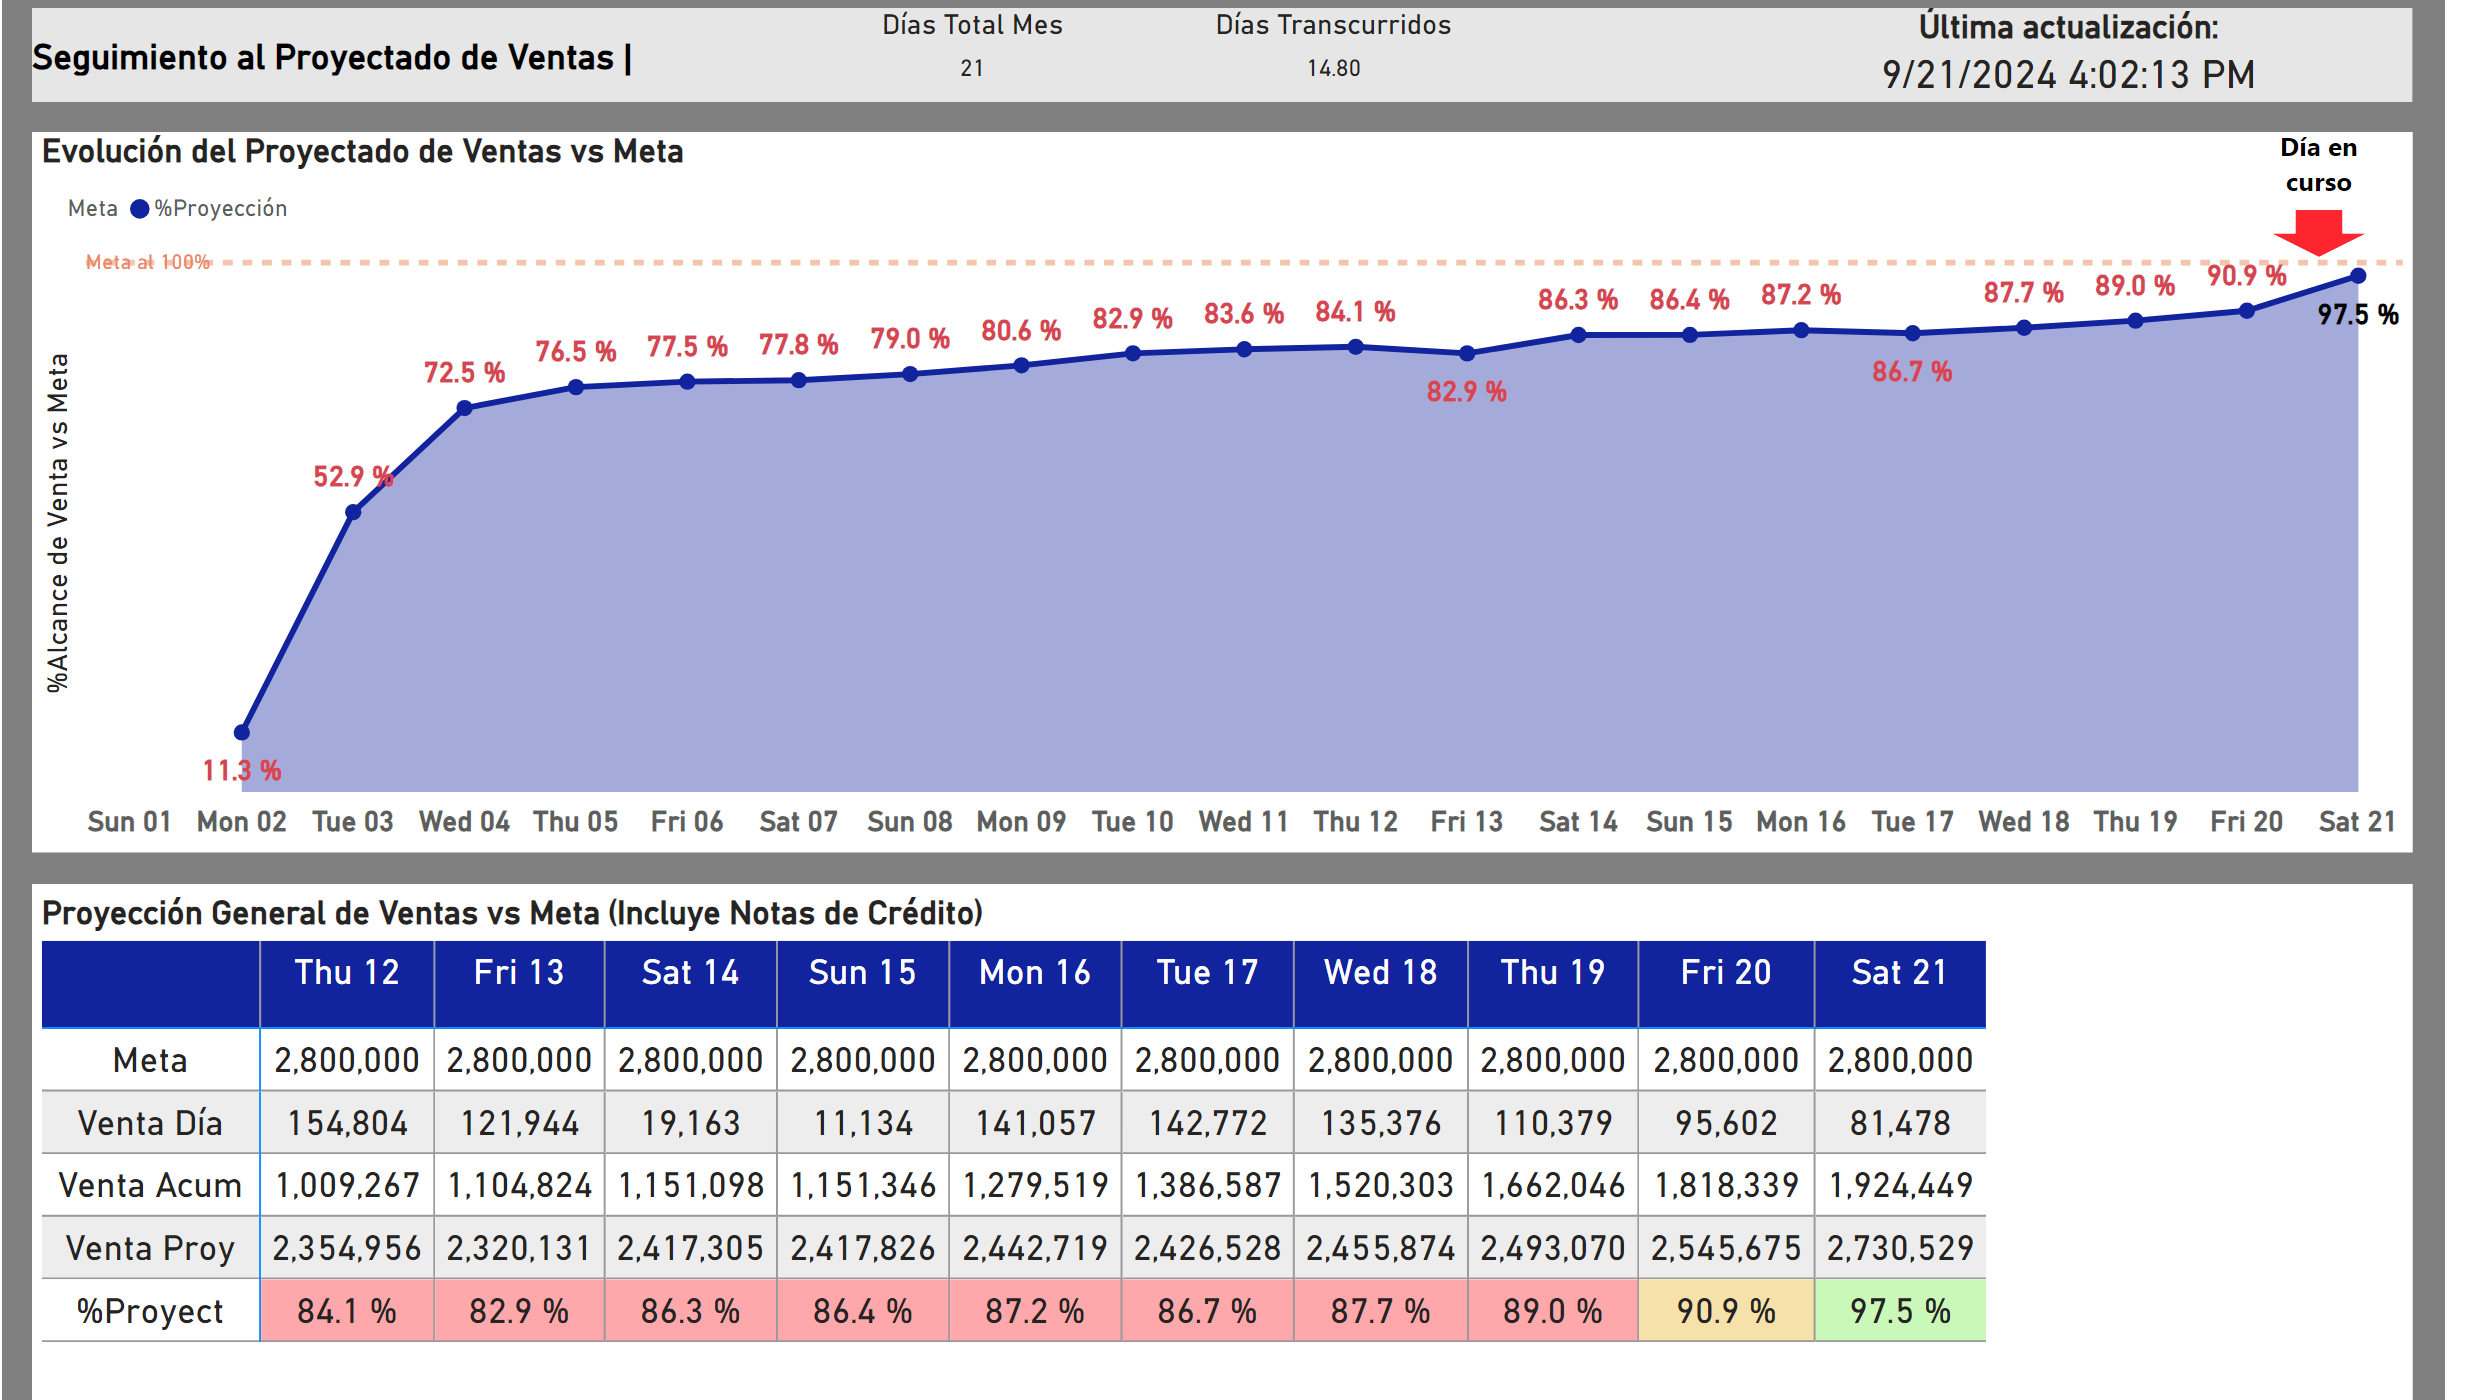 Seguimiento al Proyectado de Ventas |
Días Total Mes
21
Días Transcurridos
14.80
Última actualización:
9/21/2024 4:02:13 PM
Evolución del Proyectado de Ventas vs Meta
Día en
curso
Meta %Proyección
Meta al 100%
%Alcance de Venta vs Meta
11.3 %
52.9 %
72.5 %
76.5 %
77.5 %
77.8 %
79.0 %
80.6 %
82.9 %
83.6 %
84.1 %
82.9 %
86.3 %
86.4 %
87.2 %
86.7 %
87.7 %
89.0 %
90.9 %
97.5 %
Sun 01 Mon 02 Tue 03 Wed 04 Thu 05 Fri 06 Sat 07 Sun 08 Mon 09 Tue 10 Wed 11 Thu 12 Fri 13 Sat 14 Sun 15 Mon 16 Tue 17 Wed 18 Thu 19 Fri 20 Sat 21
Proyección General de Ventas vs Meta (Incluye Notas de Crédito)
Thu 12 Fri 13 Sat 14 Sun 15 Mon 16 Tue 17 Wed 18 Thu 19 Fri 20 Sat 21
Meta 2,800,000 2,800,000 2,800,000 2,800,000 2,800,000 2,800,000 2,800,000 2,800,000 2,800,000 2,800,000
Venta Día 154,804 121,944 19,163 11,134 141,057 142,772 135,376 110,379 95,602 81,478
Venta Acum 1,009,267 1,104,824 1,151,098 1,151,346 1,279,519 1,386,587 1,520,303 1,662,046 1,818,339 1,924,449
Venta Proy 2,354,956 2,320,131 2,417,305 2,417,826 2,442,719 2,426,528 2,455,874 2,493,070 2,545,675 2,730,529
%Proyect 84.1 % 82.9 % 86.3 % 86.4 % 87.2 % 86.7 % 87.7 % 89.0 % 90.9 % 97.5 %